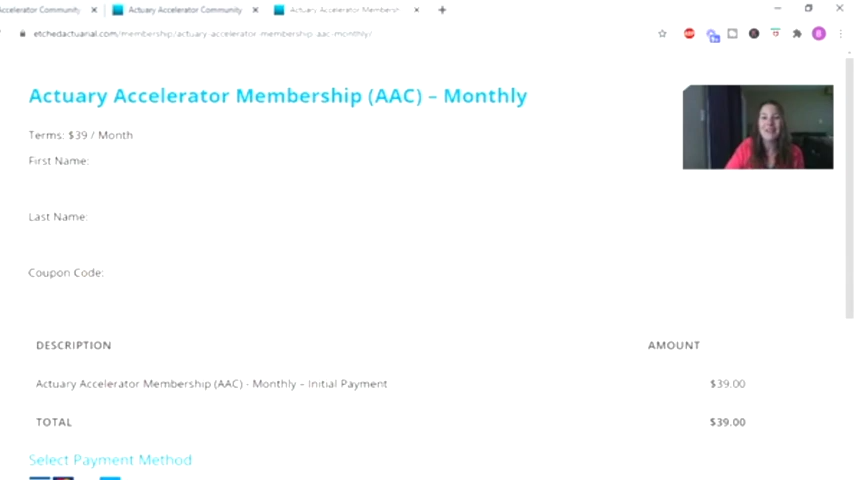 Accelerator Community
Actuary Accelerator Community
Actuary Accelerator Membersh
etchedactuarial.com/membership/actuary-accelerator-membership-aac-monthly/
Actuary Accelerator Membership (AAC) – Monthly
Terms: $39 / Month
First Name:
Last Name:
Coupon Code:
DESCRIPTION AMOUNT
Actuary Accelerator Membership (AAC) - Monthly – Initial Payment $39.00
TOTAL $39.00
Select Payment Method